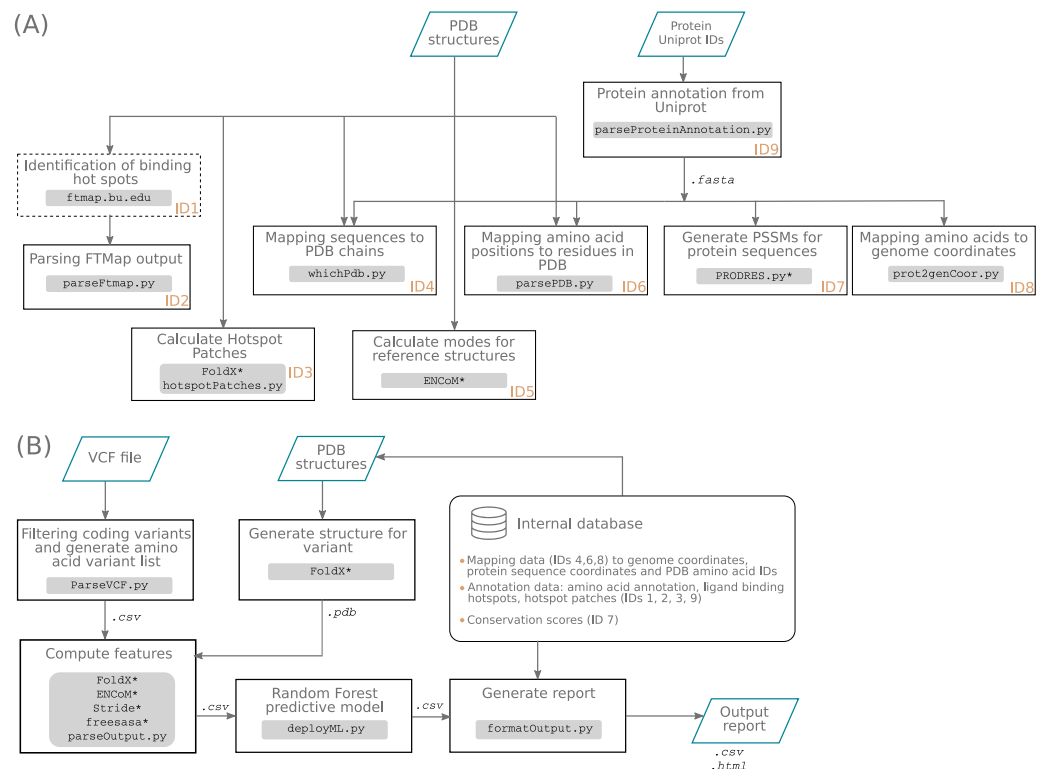 (A)
PDB
structures
Protein
Uniprot IDs
Protein annotation from
Uniprot
parseProteinAnnotation.py
ID9
.fasta
Identification of binding
hot spots
ftmap.bu.edu
ID1
Parsing FTMap output
parseFtmap.py
ID2
Mapping sequences to
PDB chains
whichPdb.py
ID4
Mapping amino acid
positions to residues in
PDB
parsePDB.py
ID6
Generate PSSMs for
protein sequences
PRODRES.py*
ID7
Mapping amino acids to
genome coordinates
prot2genCoor.py
ID8
Calculate Hotspot
Patches
FoldX*
hotspotPatches.py
ID3
Calculate modes for
reference structures
ENCoM*
ID5
(B)
VCF file
PDB
structures
Filtering coding variants
and generate amino
acid variant list
ParseVCF.py
.csv
Generate structure for
variant
FoldX*
.pdb
Internal database
Mapping data (IDs 4,6,8) to genome coordinates,
protein sequence coordinates and PDB amino acid IDs
Annotation data: amino acid annotation, ligand binding
hotspots, hotspot patches (IDs 1, 2, 3, 9)
Conservation scores (ID 7)
Compute features
FoldX*
ENCoM*
Stride*
freesasa*
parseOutput.py
.csv
Random Forest
predictive model
deployML.py
.csv
Generate report
formatOutput.py
Output
report
.csv
.html